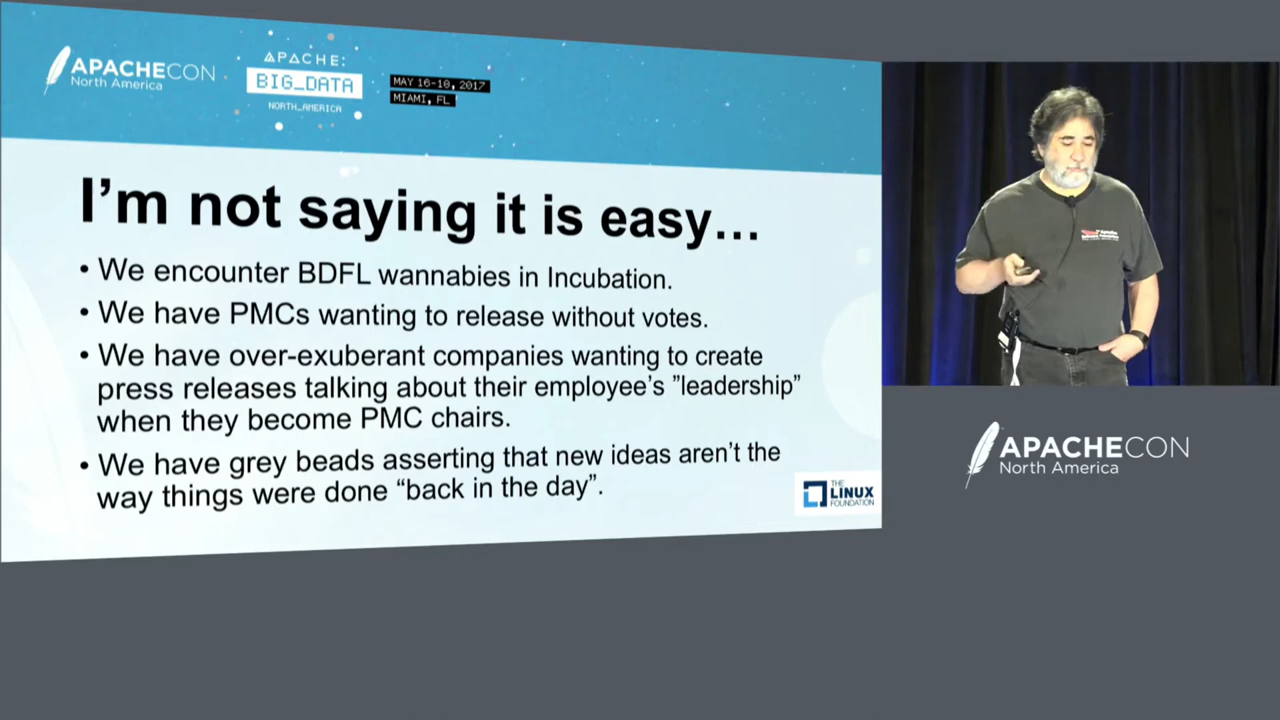 APACHECON
North America
APACHE:
BIG_DATA
NORTH_AMERICA
MAY 16-18, 2017
MIAMI, FL
I'm not saying it is easy…
• We encounter BDFL wannabies in Incubation.
• We have PMCs wanting to release without votes.
• We have over-exuberant companies wanting to create
press releases talking about their employee's ”leadership”
when they become PMC chairs.
• We have grey beads asserting that new ideas aren't the
way things were done “back in the day”.
THE
LINUX
FOUNDATION
APACHECON
North America